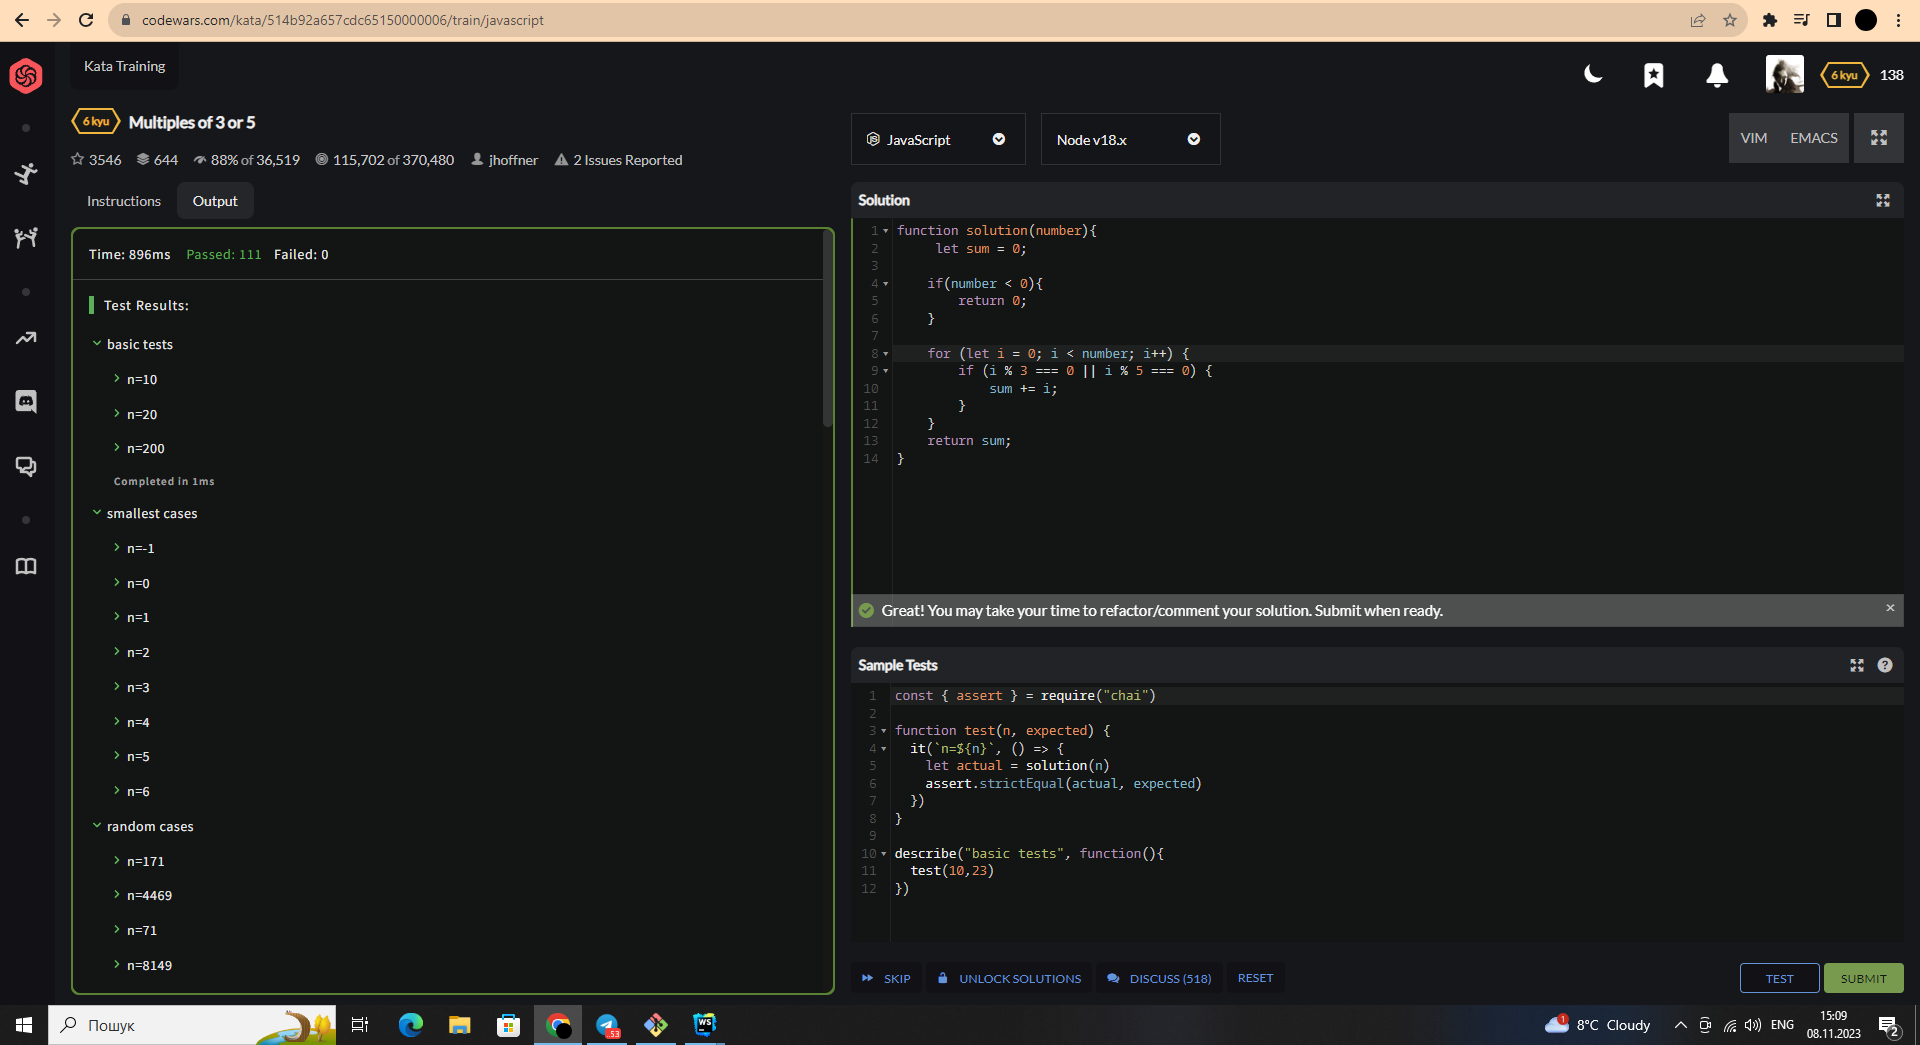 codewars.com/kata/514b92a657cdc65150000006/train/javascript
Kata Training
6 kyu
138
6 kyu Multiples of 3 or 5
3546 644 88% of 36,519 115,702 of 370,480 jhoffner 2 Issues Reported
Instructions Output
Time: 896ms Passed: 111 Failed: 0
Test Results:
basic tests
n=10
n=20
n=200
Completed in 1ms
smallest cases
n=-1
n=0
n=1
n=2
n=3
n=4
n=5
n=6
random cases
n=171
n=4469
n=71
n=8149
JavaScript
Node v18.x
VIM EMACS
Solution
1 function solution(number){
2 let sum = 0;
3
4 if(number < 0){
5 return 0;
6 }
7
8 for (let i = 0; i < number; i++) {
9 if (i % 3 === 0 || i % 5 === 0) {
10 sum += i;
11 }
12 }
13 return sum;
14 }
Great! You may take your time to refactor/comment your solution. Submit when ready.
×
Sample Tests
?
1 const { assert } = require("chai")
2
3 function test(n, expected) {
4 it(`n=${n}`, () => {
5 let actual = solution(n)
6 assert.strictEqual(actual, expected)
7 })
8 }
9
10 describe("basic tests", function(){
11 test(10,23)
12 })
SKIP UNLOCK SOLUTIONS DISCUSS (518) RESET
TEST SUBMIT
Пошук
53
WS
1
8°C Cloudy
ENG
15:09
08.11.2023
2